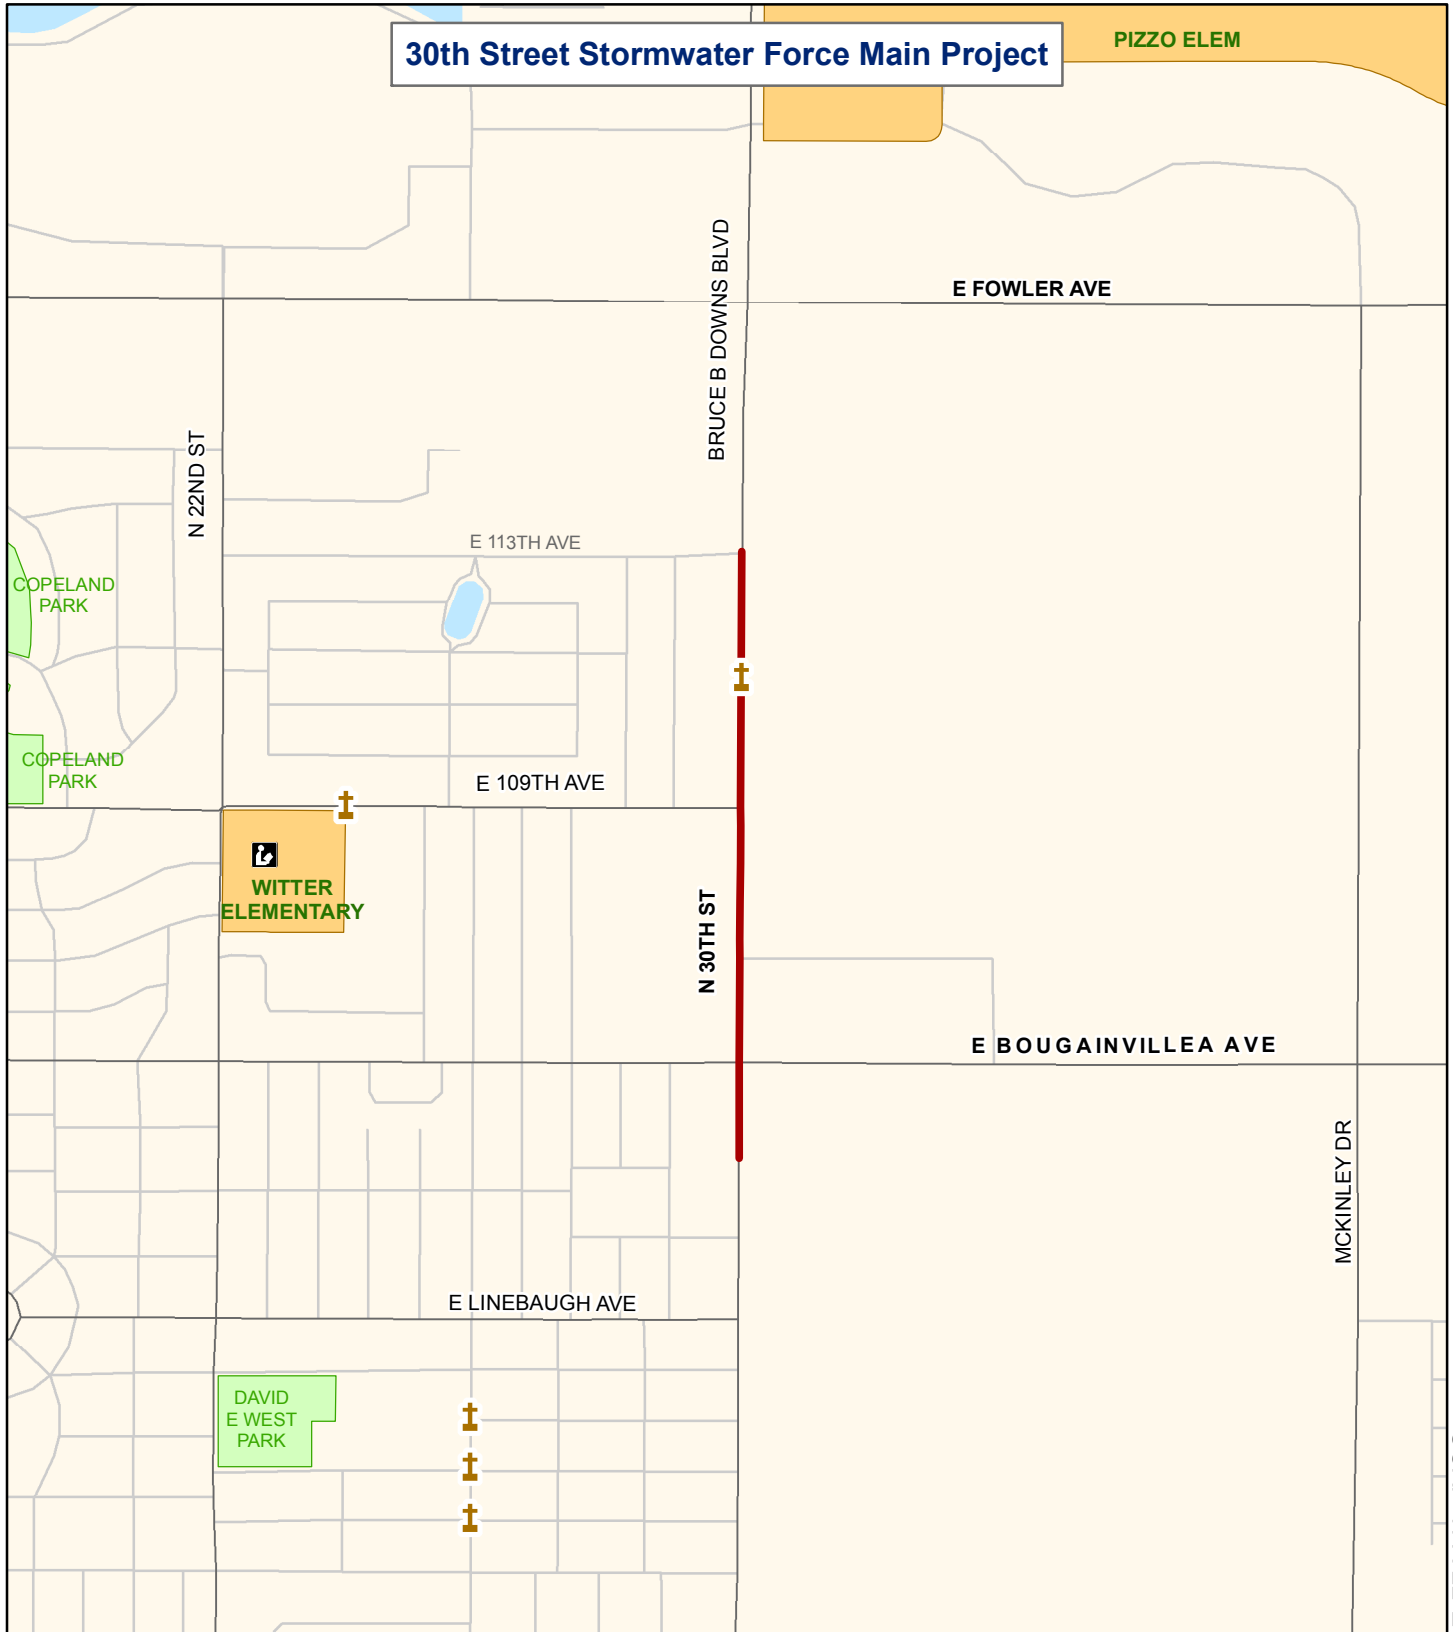 30th Street Stormwater Force Main Project
PIZZO ELEM
BRUCE B DOWNS BLVD
E FOWLER AVE
N 22ND ST
E 113TH AVE
COPELAND
PARK
COPELAND
PARK
E 109TH AVE
WITTER
ELEMENTARY
N 30TH ST
E BOUGAINVILLEA AVE
MCKINLEY DR
E LINEBAUGH AVE
DAVID
E WEST
PARK